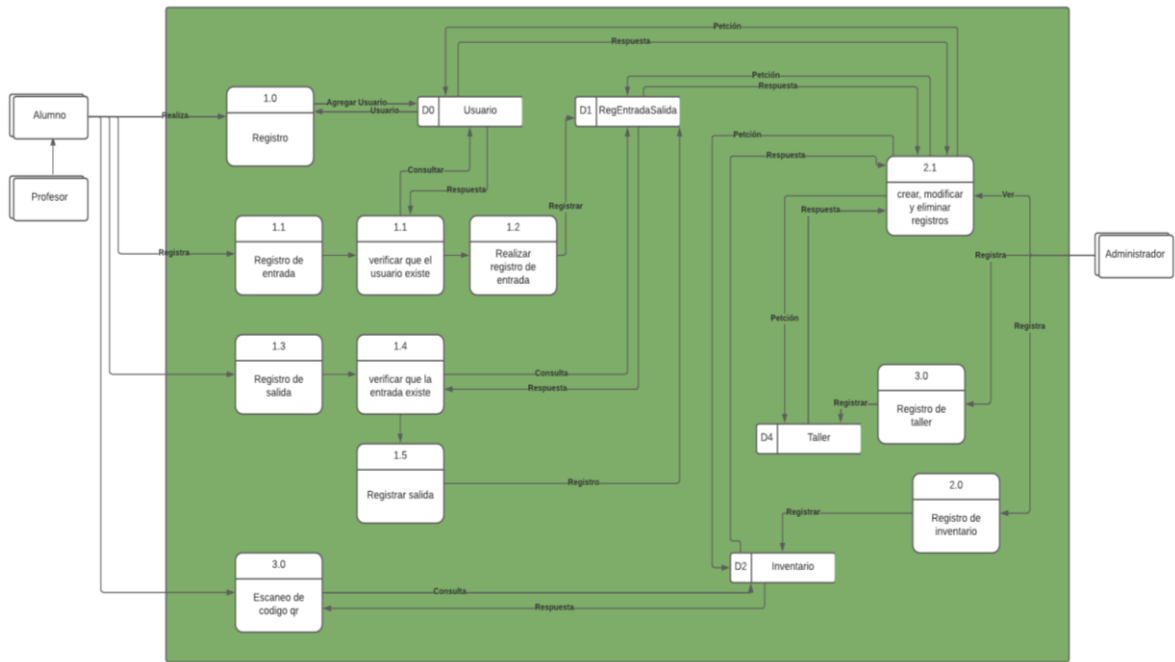 Petción
Respuesta
Petción
Respuesta
1.0
Registro
Agregar Usuario
Usuario
D0
Usuario
D1
RegEntradaSalida
Alumno
Realiza
Petción
Respuesta
2.1
crear, modificar
y eliminar
registros
Ver
Consultar
Respuesta
Profesor
Registrar
Respuesta
1.1
Registro de
entrada
1.1
verificar que el
usuario existe
1.2
Realizar
registro de
entrada
Registra
Registra
Administrador
Petción
Registra
1.3
Registro de
salida
1.4
verificar que la
entrada existe
Consulta
Respuesta
3.0
Registro de
taller
Registrar
D4
Taller
1.5
Registrar salida
Registro
2.0
Registro de
inventario
Registrar
D2
Inventario
3.0
Escaneo de
codigo qr
Consulta
Respuesta